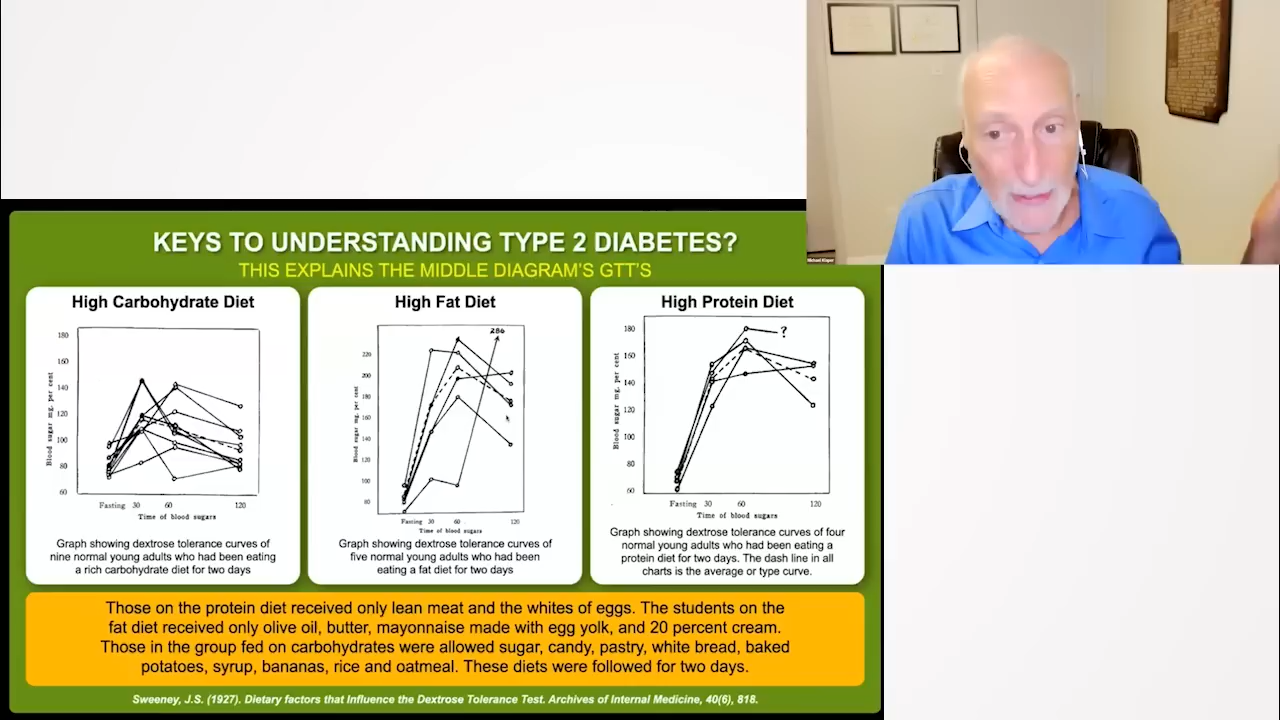 KEYS TO UNDERSTANDING TYPE 2 DIABETES?
THIS EXPLAINS THE MIDDLE DIAGRAM'S GTT'S
High Carbohydrate Diet
180
160
140
120
100
80
60
Blood sugar mg. per cent
Fasting 30 60 120
Time of blood sugars
Graph showing dextrose tolerance curves of
nine normal young adults who had been eating
a rich carbohydrate diet for two days
High Fat Diet
286
220
200
180
160
140
120
100
80
Blood sugar mg. per cent
Fasting 30 60 120
Time of blood sugars
Graph showing dextrose tolerance curves of
five normal young adults who had been
eating a fat diet for two days
High Protein Diet
?
180
160
140
120
100
80
60
Blood sugar mg. per cent
Fasting 30 60 120
Time of blood sugars
Graph showing dextrose tolerance curves of four
normal young adults who had been eating a
protein diet for two days. The dash line in all
charts is the average or type curve.
Those on the protein diet received only lean meat and the whites of eggs. The students on the
fat diet received only olive oil, butter, mayonnaise made with egg yolk, and 20 percent cream.
Those in the group fed on carbohydrates were allowed sugar, candy, pastry, white bread, baked
potatoes, syrup, bananas, rice and oatmeal. These diets were followed for two days.
Sweeney, J.S. (1927). Dietary factors that Influence the Dextrose Tolerance Test. Archives of Internal Medicine, 40(6), 818.